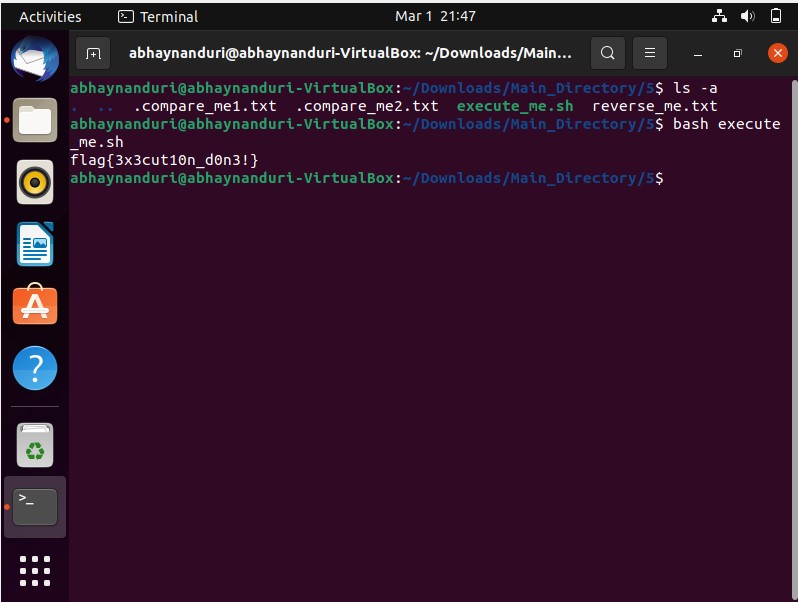 Activities
Terminal
Mar 1 21:47
abhaynanduri@abhaynanduri-VirtualBox: ~/Downloads/Main...
abhaynanduri@abhaynanduri-VirtualBox:~/Downloads/Main_Directory/5$ ls -a
. .. .compare_me1.txt .compare_me2.txt execute_me.sh reverse_me.txt
abhaynanduri@abhaynanduri-VirtualBox:~/Downloads/Main_Directory/5$ bash execute
_me.sh
flag{3x3cut10n_d0n3!}
abhaynanduri@abhaynanduri-VirtualBox:~/Downloads/Main_Directory/5$